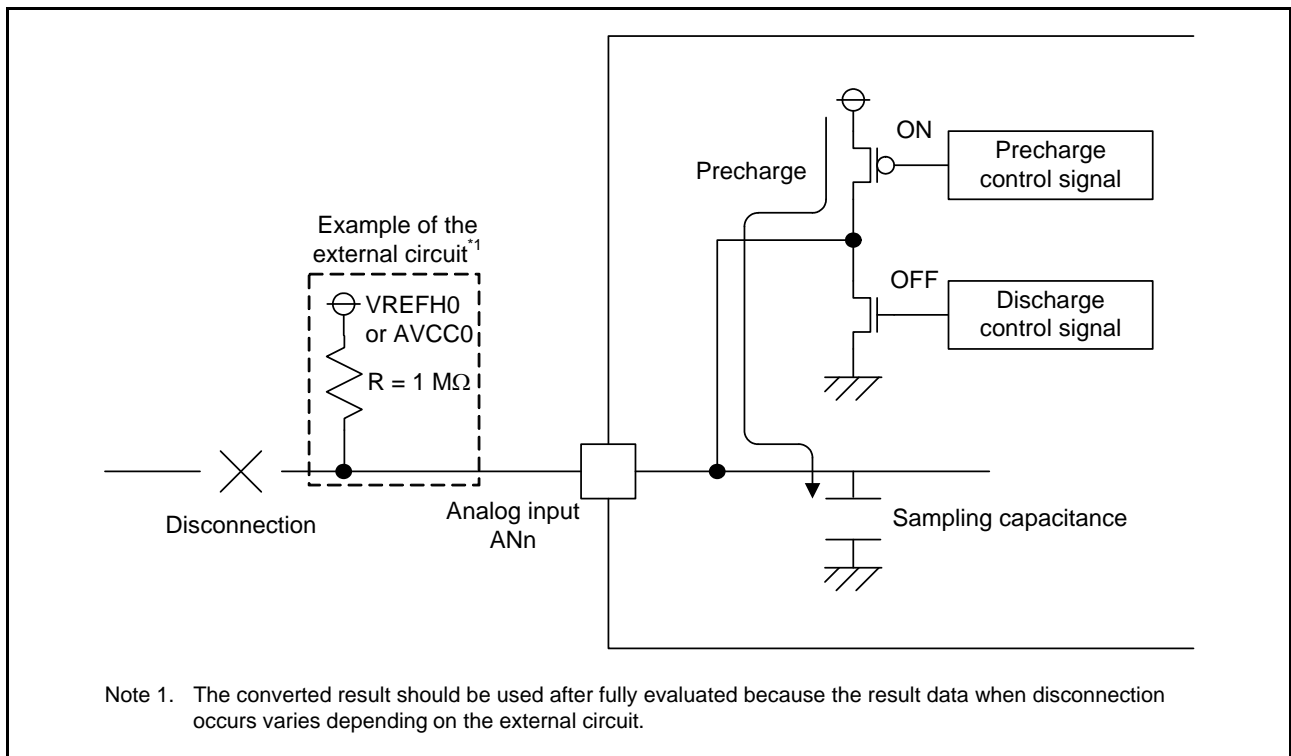 ON
Precharge
control signal
Precharge
Example of the
external circuit*1
VREFH0
or AVCC0
R = 1 MΩ
OFF
Discharge
control signal
Disconnection
Analog input
ANn
Sampling capacitance
Note 1. The converted result should be used after fully evaluated because the result data when disconnection
occurs varies depending on the external circuit.